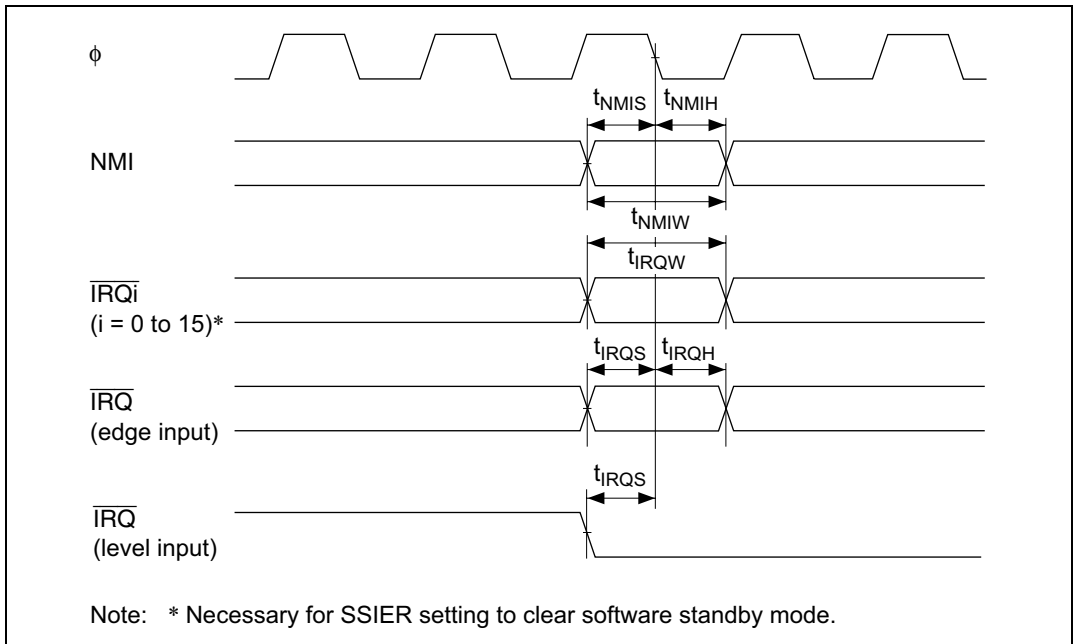 ϕ
tNMIS tNMIH
NMI
tNMIW
tIRQW
IRQi
(i = 0 to 15)*
tIRQS tIRQH
IRQ
(edge input)
tIRQS
IRQ
(level input)
Note: * Necessary for SSIER setting to clear software standby mode.